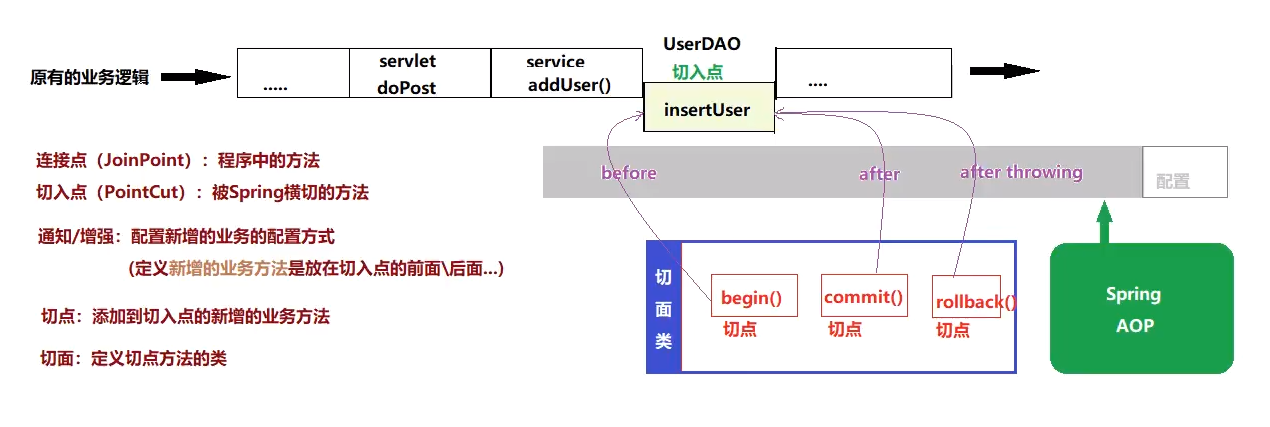 原有的业务逻辑
.....
servlet
doPost
service
addUser()
UserDAO
切入点
insertUser
....
连接点（JoinPoint）：程序中的方法
切入点（PointCut）：被Spring横切的方法
通知/增强：配置新增的业务的配置方式
(定义新增的业务方法是放在切入点的前面\后面...)
切点：添加到切入点的新增的业务方法
切面：定义切点方法的类
before
after
after throwing
配置
切
面
类
begin()
切点
commit()
切点
rollback()
切点
Spring
AOP